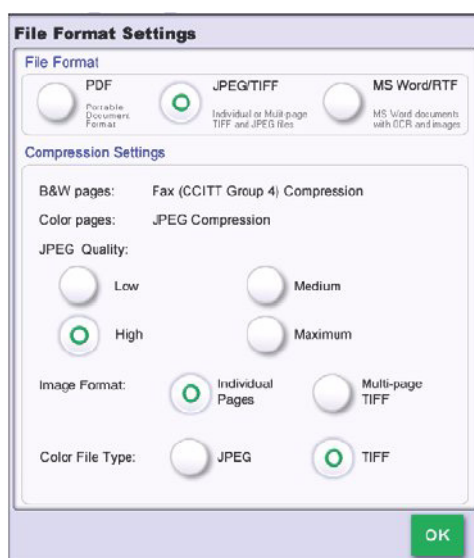 File Format Settings
File Format
PDF
Portable
Document
Format
JPEG/TIFF
Individual or Multi-page
TIFF and JPEG files
MS Word/RTF
MS Word documents
with OCR and images
Compression Settings
B&W pages: Fax (CCITT Group 4) Compression
Color pages: JPEG Compression
JPEG Quality:
Low Medium
High Maximum
Image Format: Individual
Pages
Multi-page
TIFF
Color File Type: JPEG TIFF
OK